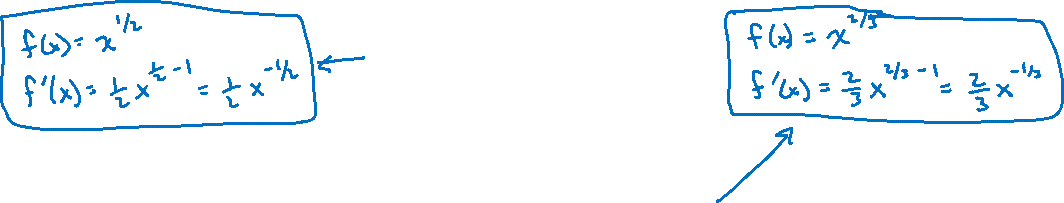 f(x) = x^{1/2}
f'(x) = 1/2 x^{1/2 - 1} = 1/2 x^{-1/2}
f(x) = x^{2/3}
f'(x) = 2/3 x^{2/3 - 1} = 2/3 x^{-1/3}